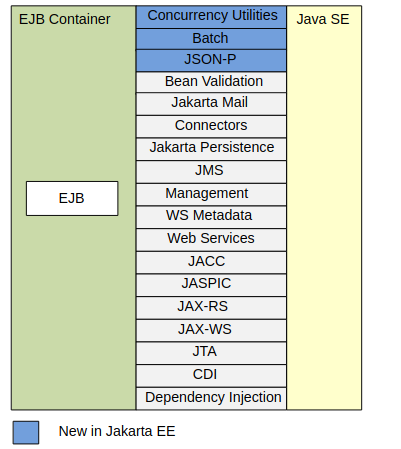 EJB Container
Concurrency Utilities
Java SE
Batch
JSON-P
Bean Validation
Jakarta Mail
Connectors
Jakarta Persistence
JMS
EJB
Management
WS Metadata
Web Services
JACC
JASPIC
JAX-RS
JAX-WS
JTA
CDI
Dependency Injection
New in Jakarta EE